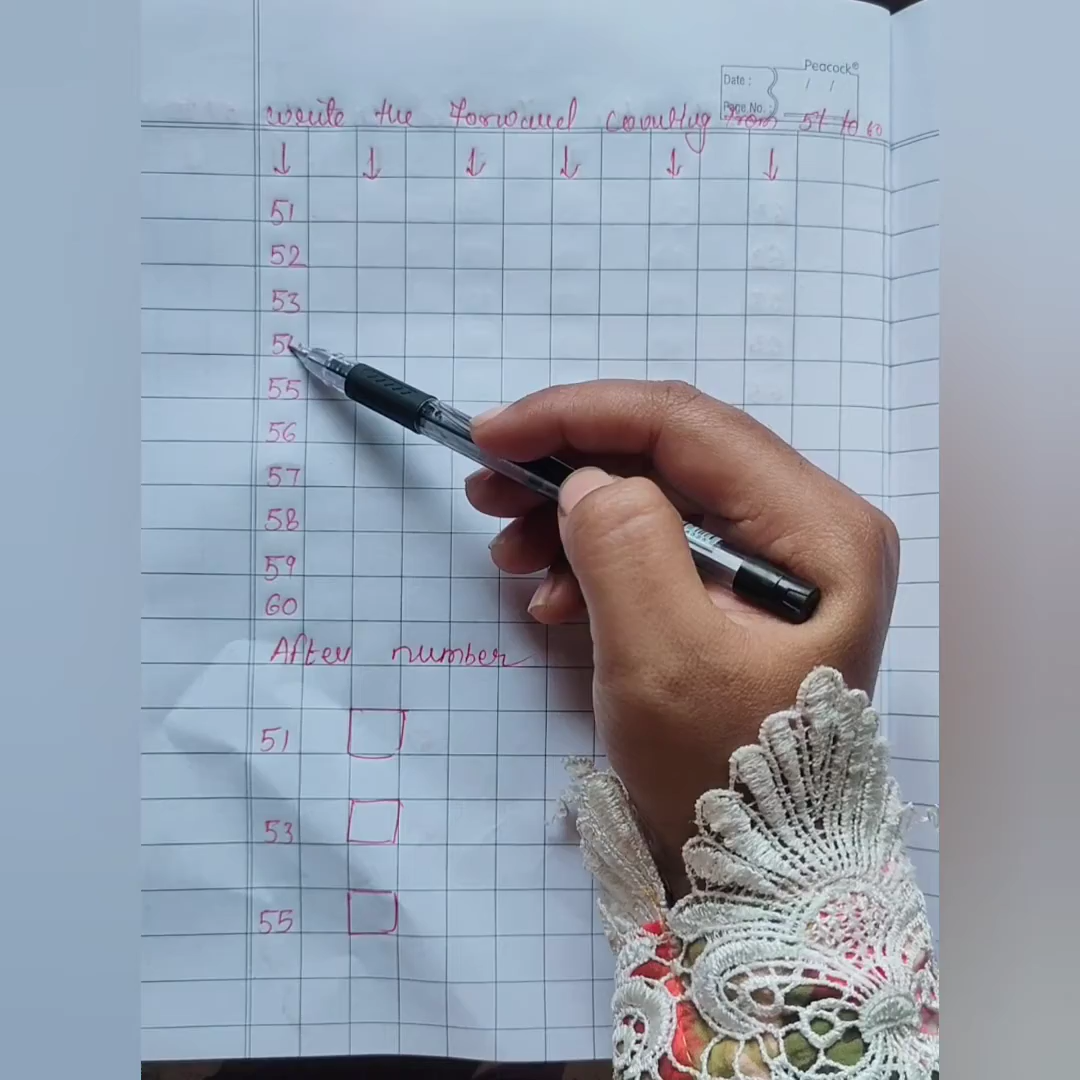 Peacock®
Date : / /
Page No. :
write the forward counting from 51 to 60
↓ ↓ ↓ ↓ ↓ ↓
51
52
53
54
55
56
57
58
59
60
After number
51
53
55